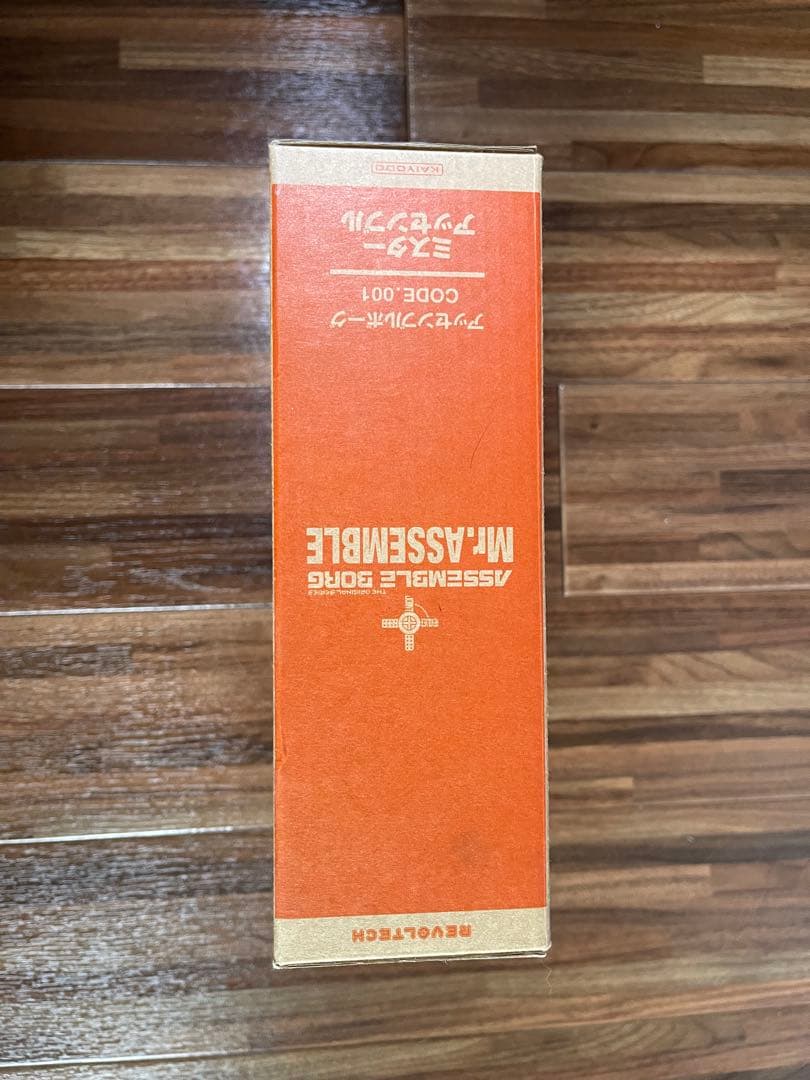 REVOLTECH
THE ORIGINAL SERIES
ASSEMBLE BORG
Mr.ASSEMBLE
アッセンブルボーグ
CODE.001
ミスター
アッセンブル
KAIYODO